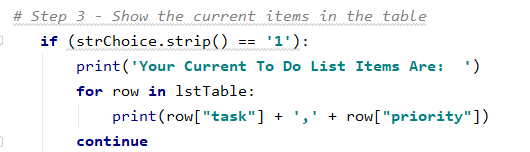 # Step 3 - Show the current items in the table
if (strChoice.strip() == '1'):
print('Your Current To Do List Items Are:  ')
for row in lstTable:
print(row["task"] + ',' + row["priority"])
continue